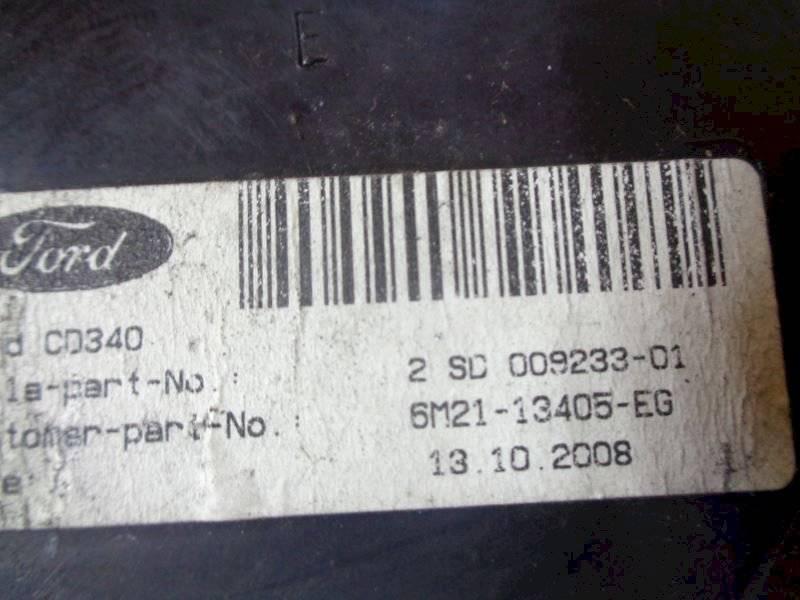 E
Ford
d CD340
la-part-No.: 2 SD 009233-01
tomer-part-No.: 6M21-13405-EG
e: 13.10.2008